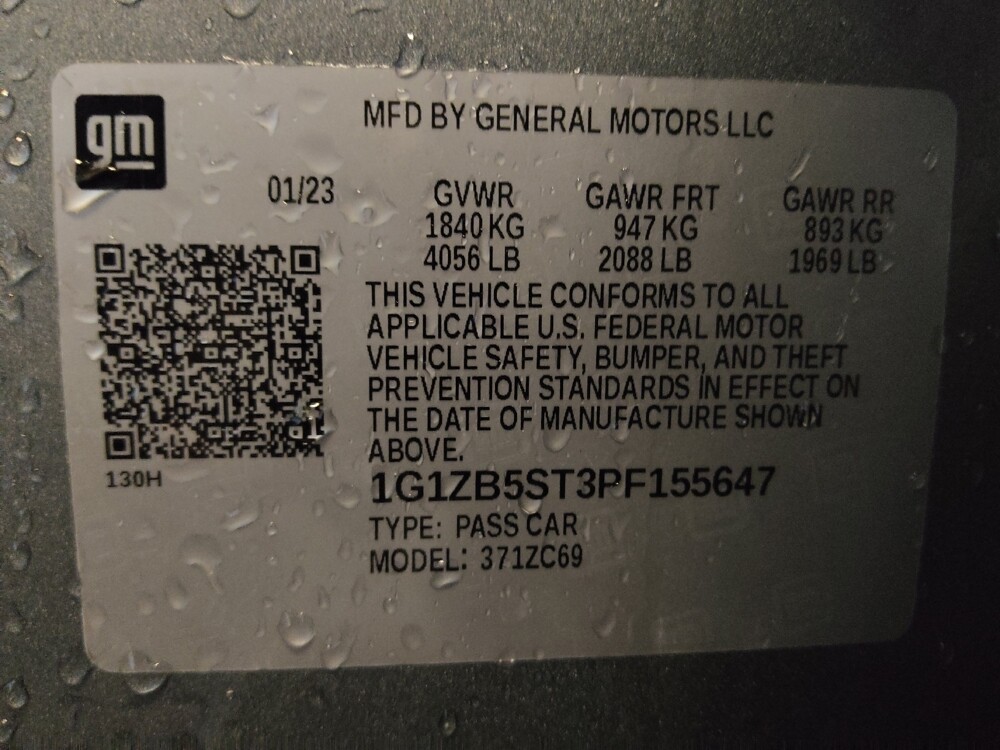 gm
MFD BY GENERAL MOTORS LLC
01/23
GVWR GAWR FRT GAWR RR
1840 KG 947 KG 893 KG
4056 LB 2088 LB 1969 LB
THIS VEHICLE CONFORMS TO ALL
APPLICABLE U.S. FEDERAL MOTOR
VEHICLE SAFETY, BUMPER, AND THEFT
PREVENTION STANDARDS IN EFFECT ON
THE DATE OF MANUFACTURE SHOWN
ABOVE.
130H
1G1ZB5ST3PF155647
TYPE: PASS CAR
MODEL: 371ZC69